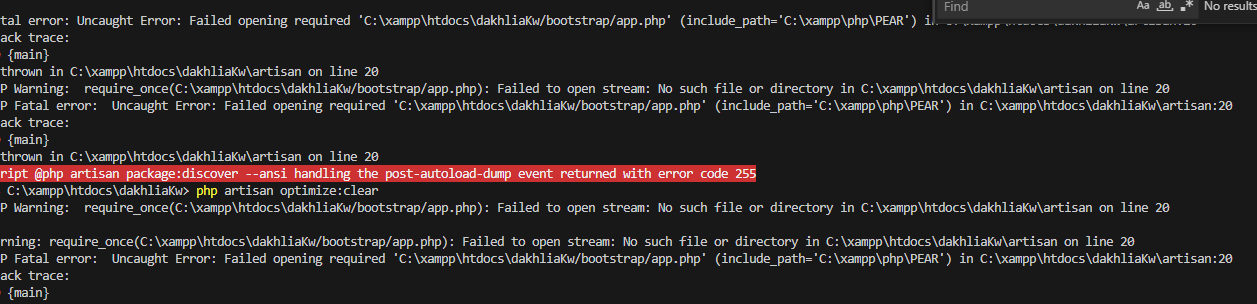 Find Aa ab .* No results
tal error: Uncaught Error: Failed opening required 'C:\xampp\htdocs\dakhliaKw/bootstrap/app.php' (include_path='C:\xampp\php\PEAR') in C:\xampp\htdocs\dakhliaKw\artisan:20
ack trace:
{main}
thrown in C:\xampp\htdocs\dakhliaKw\artisan on line 20
P Warning:  require_once(C:\xampp\htdocs\dakhliaKw/bootstrap/app.php): Failed to open stream: No such file or directory in C:\xampp\htdocs\dakhliaKw\artisan on line 20
P Fatal error:  Uncaught Error: Failed opening required 'C:\xampp\htdocs\dakhliaKw/bootstrap/app.php' (include_path='C:\xampp\php\PEAR') in C:\xampp\htdocs\dakhliaKw\artisan:20
ack trace:
{main}
thrown in C:\xampp\htdocs\dakhliaKw\artisan on line 20
ript @php artisan package:discover --ansi handling the post-autoload-dump event returned with error code 255
C:\xampp\htdocs\dakhliaKw> php artisan optimize:clear
P Warning:  require_once(C:\xampp\htdocs\dakhliaKw/bootstrap/app.php): Failed to open stream: No such file or directory in C:\xampp\htdocs\dakhliaKw\artisan on line 20
rning: require_once(C:\xampp\htdocs\dakhliaKw/bootstrap/app.php): Failed to open stream: No such file or directory in C:\xampp\htdocs\dakhliaKw\artisan on line 20
P Fatal error:  Uncaught Error: Failed opening required 'C:\xampp\htdocs\dakhliaKw/bootstrap/app.php' (include_path='C:\xampp\php\PEAR') in C:\xampp\htdocs\dakhliaKw\artisan:20
ack trace:
{main}